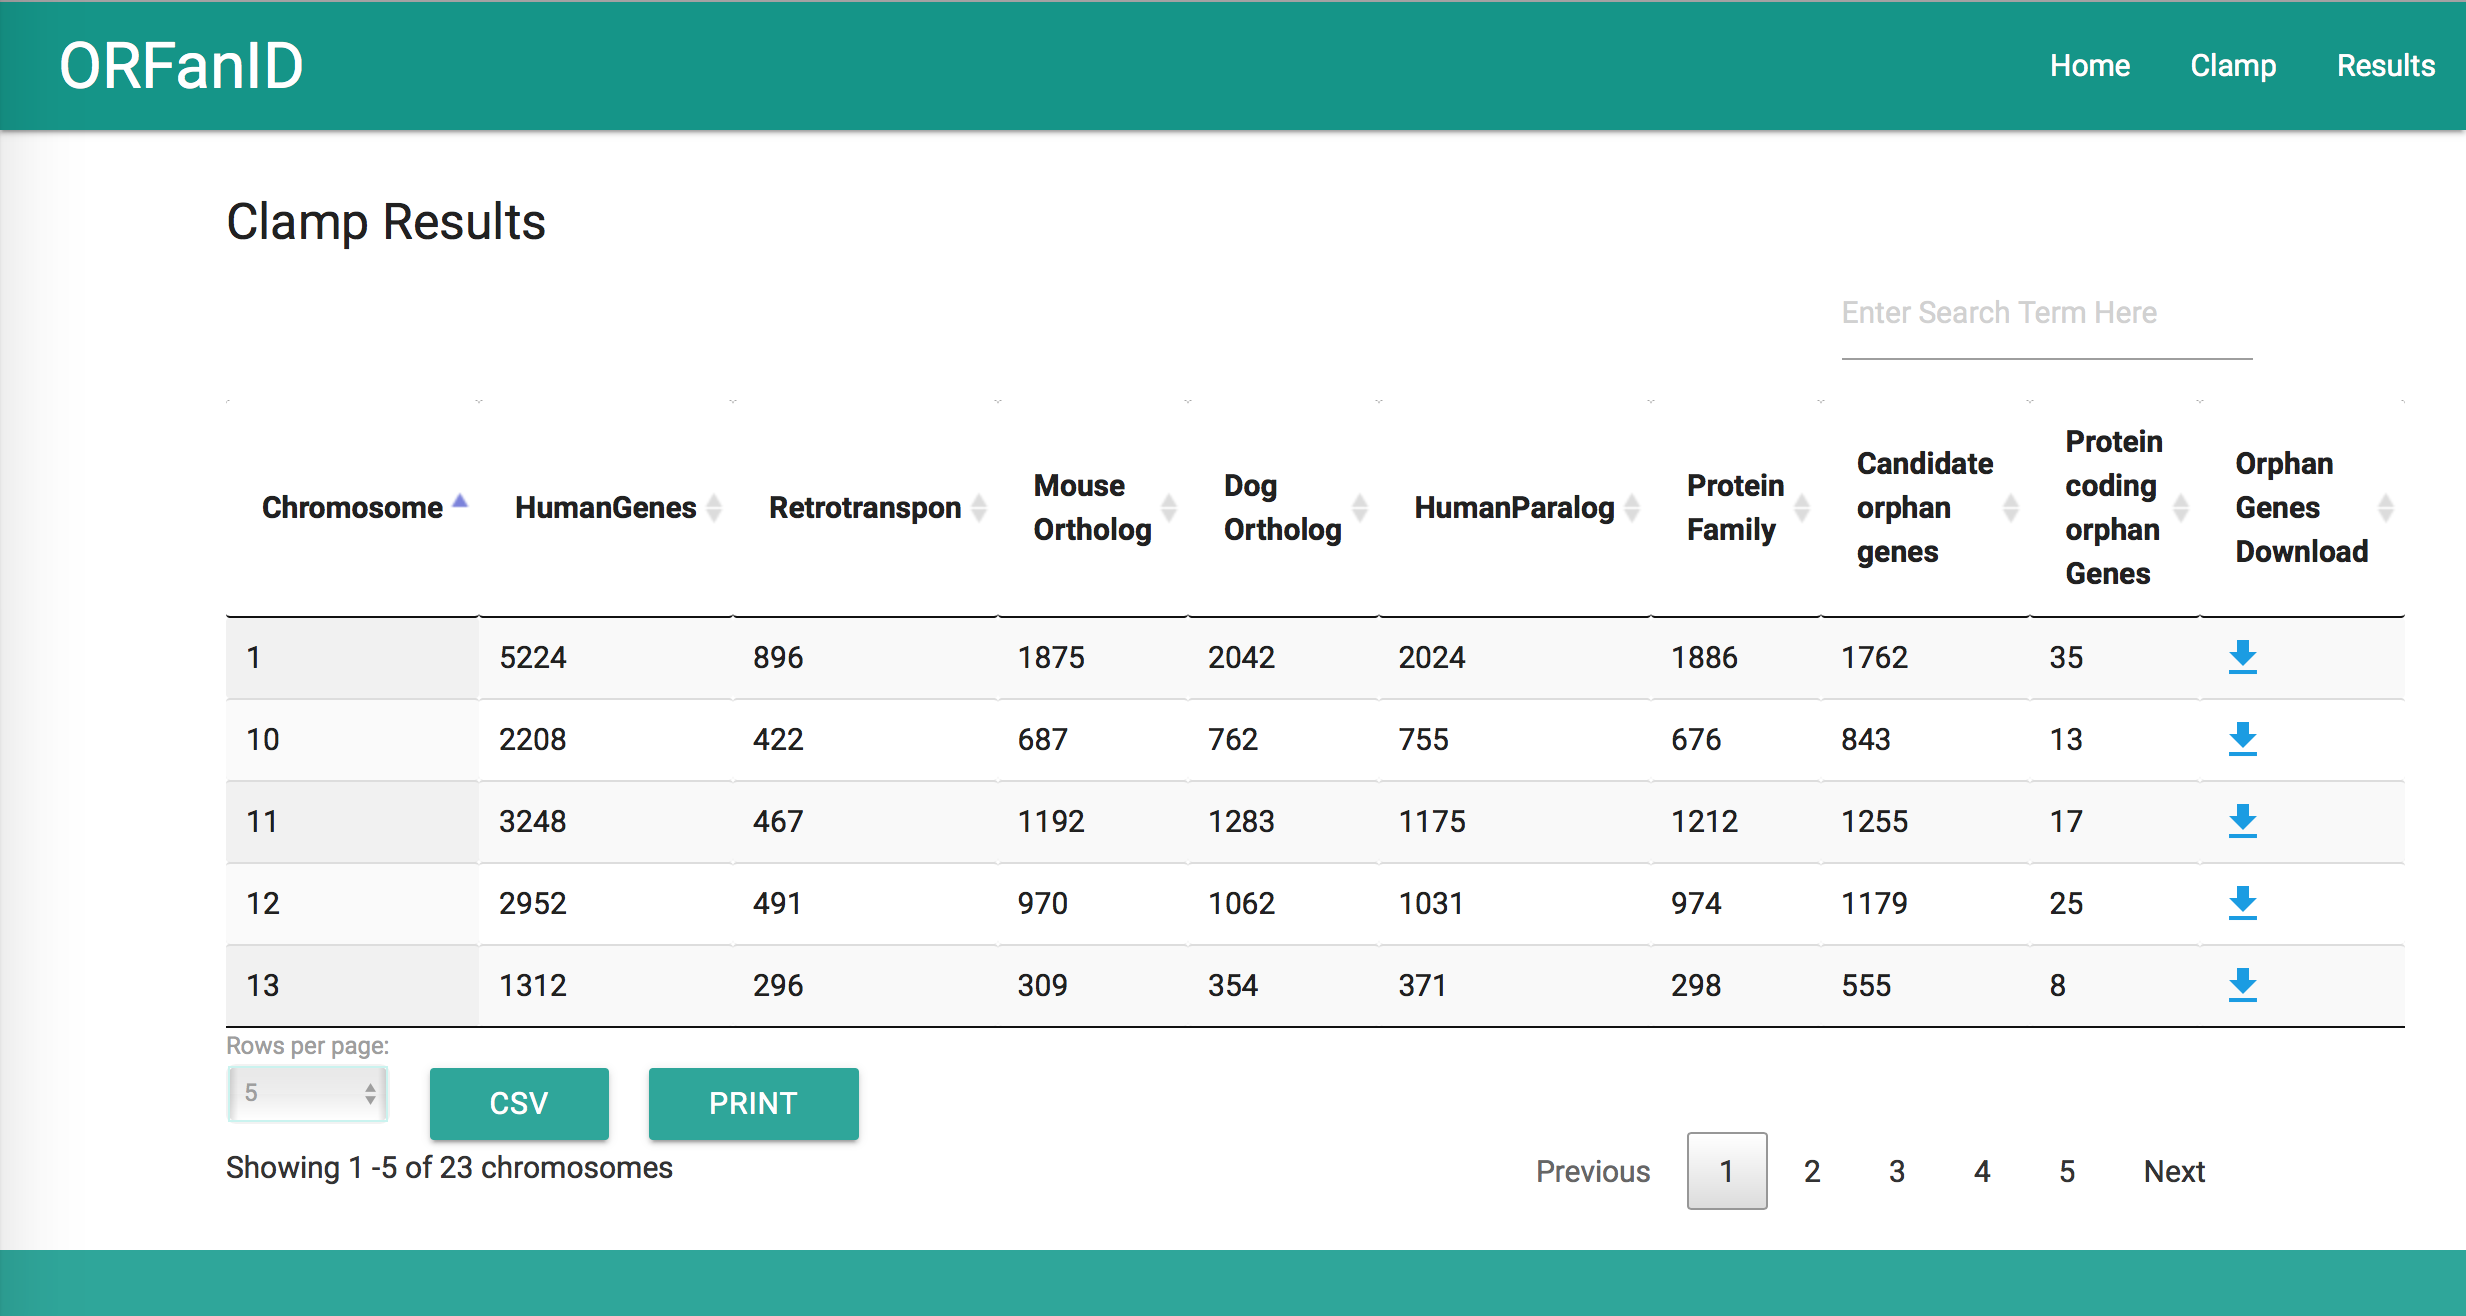 ORFanID
Home Clamp Results
Clamp Results
Enter Search Term Here
Chromosome HumanGenes Retrotranspon Mouse Ortholog Dog Ortholog HumanParalog Protein Family Candidate orphan genes Protein coding orphan Genes Orphan Genes Download
1 5224 896 1875 2042 2024 1886 1762 35
10 2208 422 687 762 755 676 843 13
11 3248 467 1192 1283 1175 1212 1255 17
12 2952 491 970 1062 1031 974 1179 25
13 1312 296 309 354 371 298 555 8
Rows per page:
5 CSV PRINT
Showing 1 -5 of 23 chromosomes
Previous 1 2 3 4 5 Next